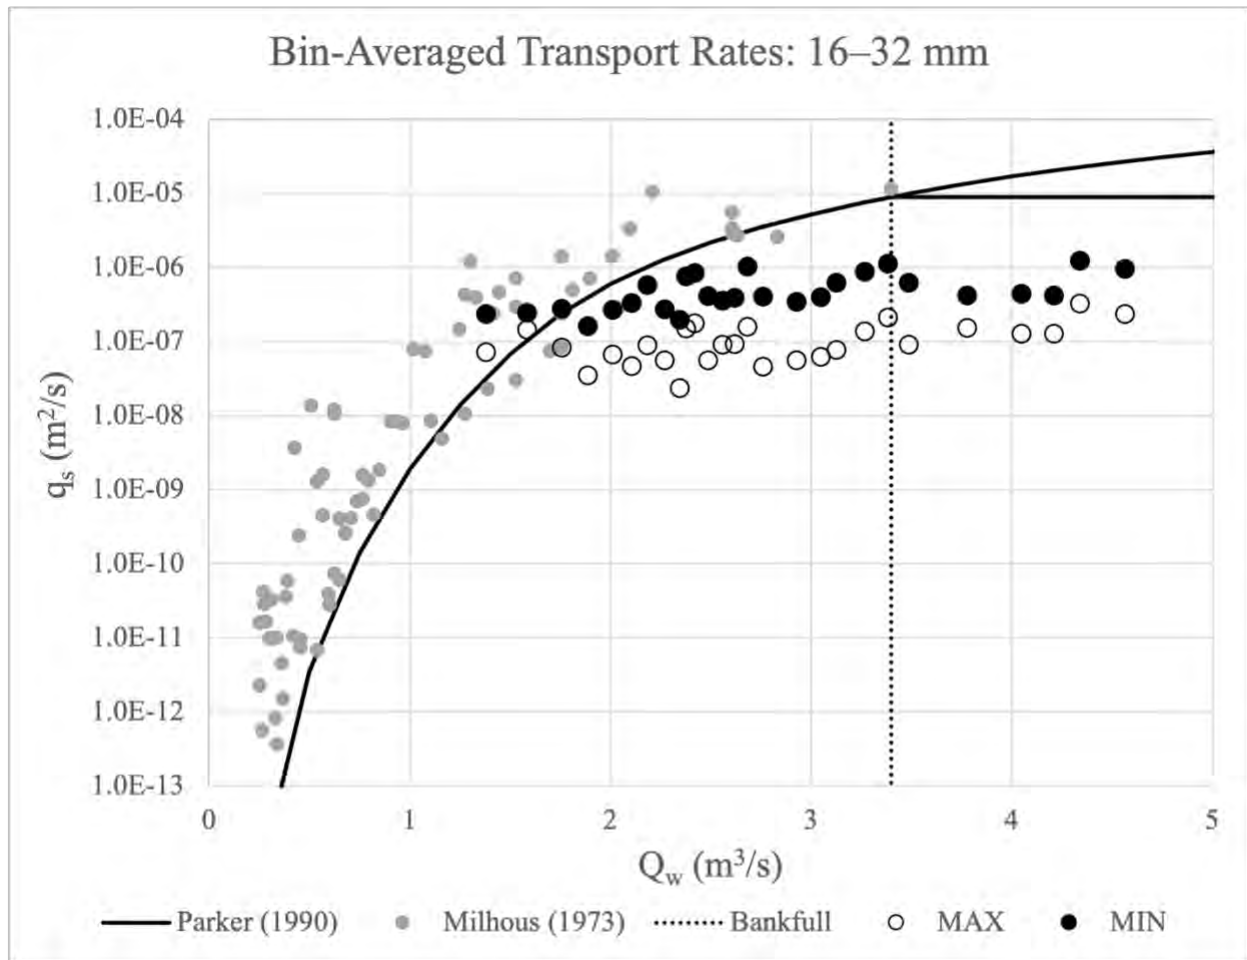 Bin-Averaged Transport Rates: 16–32 mm
1.0E-04
1.0E-05
1.0E-06
1.0E-07
1.0E-08
1.0E-09
1.0E-10
1.0E-11
1.0E-12
1.0E-13
qₛ (m²/s)
0 1 2 3 4 5
Q_w (m³/s)
Parker (1990) Milhous (1973) Bankfull MAX MIN